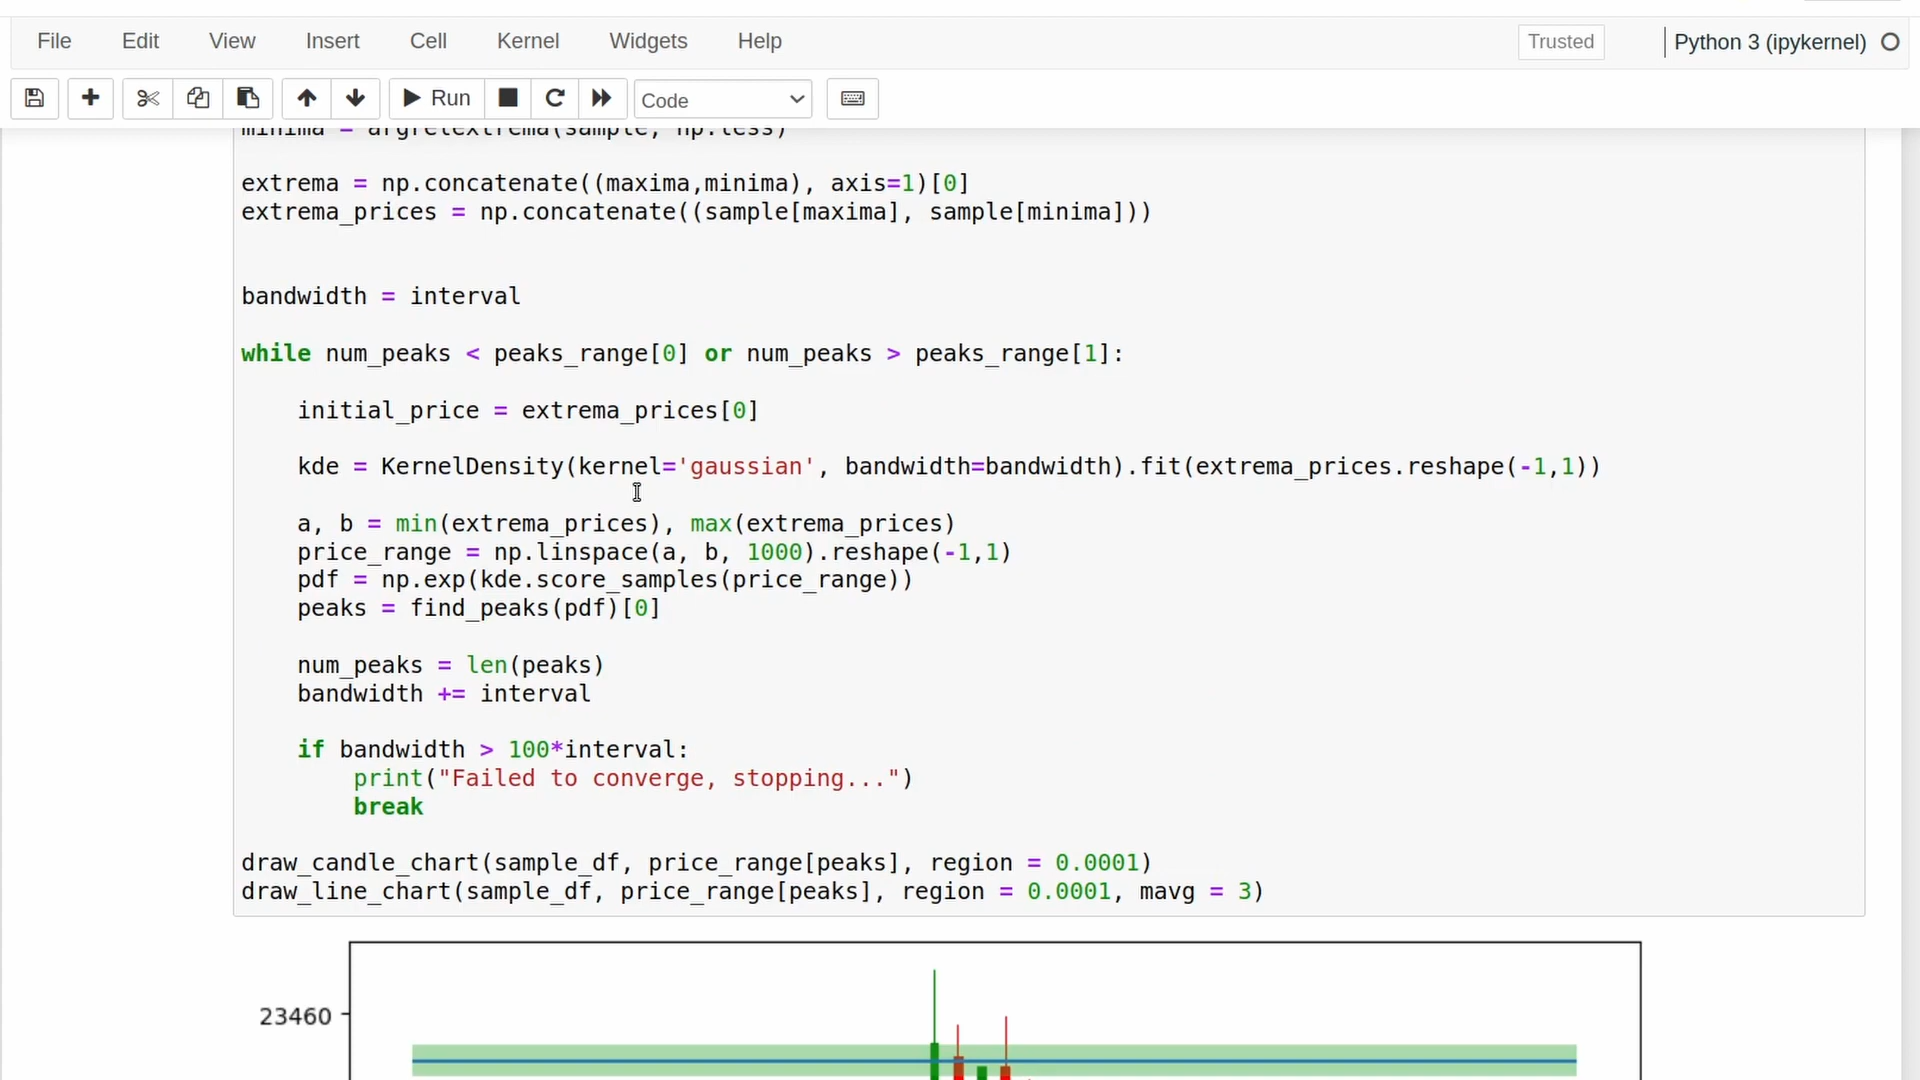 File Edit View Insert Cell Kernel Widgets Help Trusted Python 3 (ipykernel)
Run Code
minima = argrelextrema(sample, np.less)
extrema = np.concatenate((maxima,minima), axis=1)[0]
extrema_prices = np.concatenate((sample[maxima], sample[minima]))
bandwidth = interval
while num_peaks < peaks_range[0] or num_peaks > peaks_range[1]:
initial_price = extrema_prices[0]
kde = KernelDensity(kernel='gaussian', bandwidth=bandwidth).fit(extrema_prices.reshape(-1,1))
a, b = min(extrema_prices), max(extrema_prices)
price_range = np.linspace(a, b, 1000).reshape(-1,1)
pdf = np.exp(kde.score_samples(price_range))
peaks = find_peaks(pdf)[0]
num_peaks = len(peaks)
bandwidth += interval
if bandwidth > 100*interval:
print("Failed to converge, stopping...")
break
draw_candle_chart(sample_df, price_range[peaks], region = 0.0001)
draw_line_chart(sample_df, price_range[peaks], region = 0.0001, mavg = 3)
23460